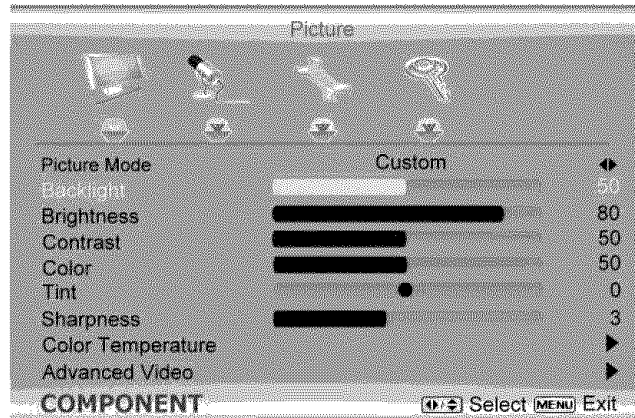 Picture
Picture Mode Custom
Backlight 50
Brightness 80
Contrast 50
Color 50
Tint 0
Sharpness 3
Color Temperature
Advanced Video
COMPONENT Select MENU Exit